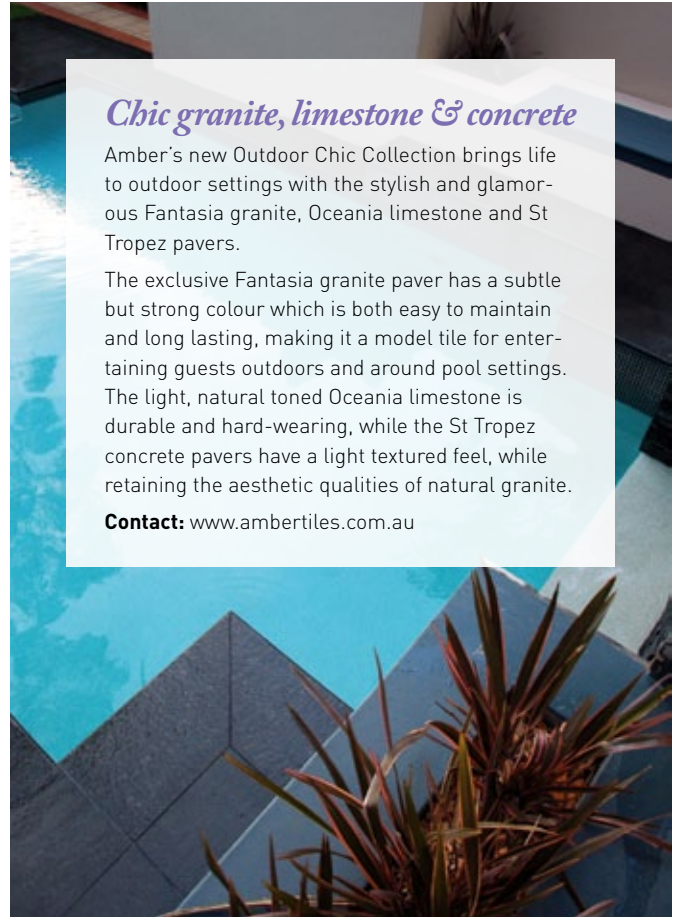 Chic granite, limestone & concrete
Amber's new Outdoor Chic Collection brings life
to outdoor settings with the stylish and glamor-
ous Fantasia granite, Oceania limestone and St
Tropez pavers.
The exclusive Fantasia granite paver has a subtle
but strong colour which is both easy to maintain
and long lasting, making it a model tile for enter-
taining guests outdoors and around pool settings.
The light, natural toned Oceania limestone is
durable and hard-wearing, while the St Tropez
concrete pavers have a light textured feel, while
retaining the aesthetic qualities of natural granite.
Contact: www.ambertiles.com.au